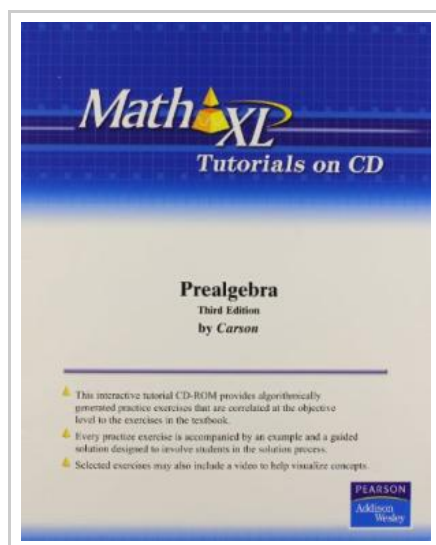 Math XL
Tutorials on CD
Prealgebra
Third Edition
by Carson
This interactive tutorial CD-ROM provides algorithmically
generated practice exercises that are correlated at the objective
level to the exercises in the textbook.
Every practice exercise is accompanied by an example and a guided
solution designed to involve students in the solution process.
Selected exercises may also include a video to help visualize concepts.
PEARSON
Addison
Wesley